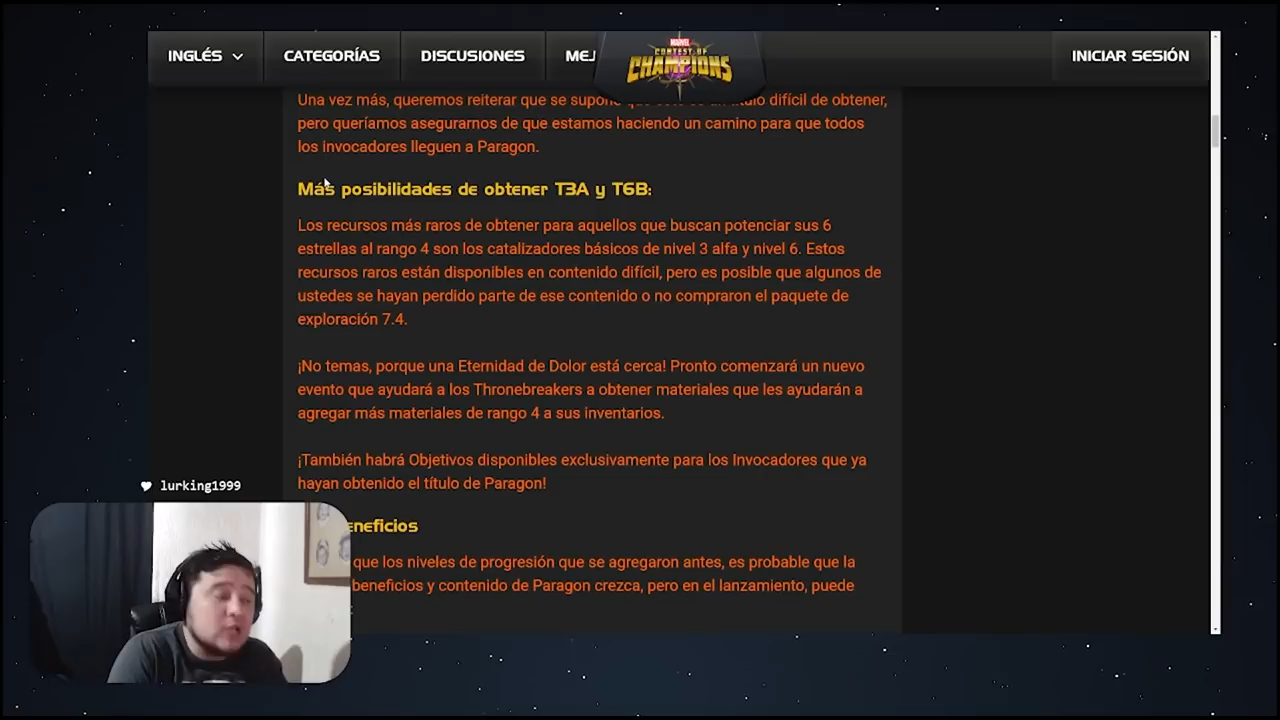 INGLÉS
CATEGORÍAS
DISCUSIONES
MEJ
MARVEL
CONTEST OF
CHAMPIONS
INICIAR SESIÓN
Una vez más, queremos reiterar que se supone que difícil de obtener,
pero queríamos asegurarnos de que estamos haciendo un camino para que todos
los invocadores lleguen a Paragon.
Más posibilidades de obtener T3A y T6B:
Los recursos más raros de obtener para aquellos que buscan potenciar sus 6
estrellas al rango 4 son los catalizadores básicos de nivel 3 alfa y nivel 6. Estos
recursos raros están disponibles en contenido difícil, pero es posible que algunos de
ustedes se hayan perdido parte de ese contenido o no compraron el paquete de
exploración 7.4.
¡No temas, porque una Eternidad de Dolor está cerca! Pronto comenzará un nuevo
evento que ayudará a los Thronebreakers a obtener materiales que les ayudarán a
agregar más materiales de rango 4 a sus inventarios.
¡También habrá Objetivos disponibles exclusivamente para los Invocadores que ya
hayan obtenido el título de Paragon!
lurking1999
eneficios
que los niveles de progresión que se agregaron antes, es probable que la
beneficios y contenido de Paragon crezca, pero en el lanzamiento, puede